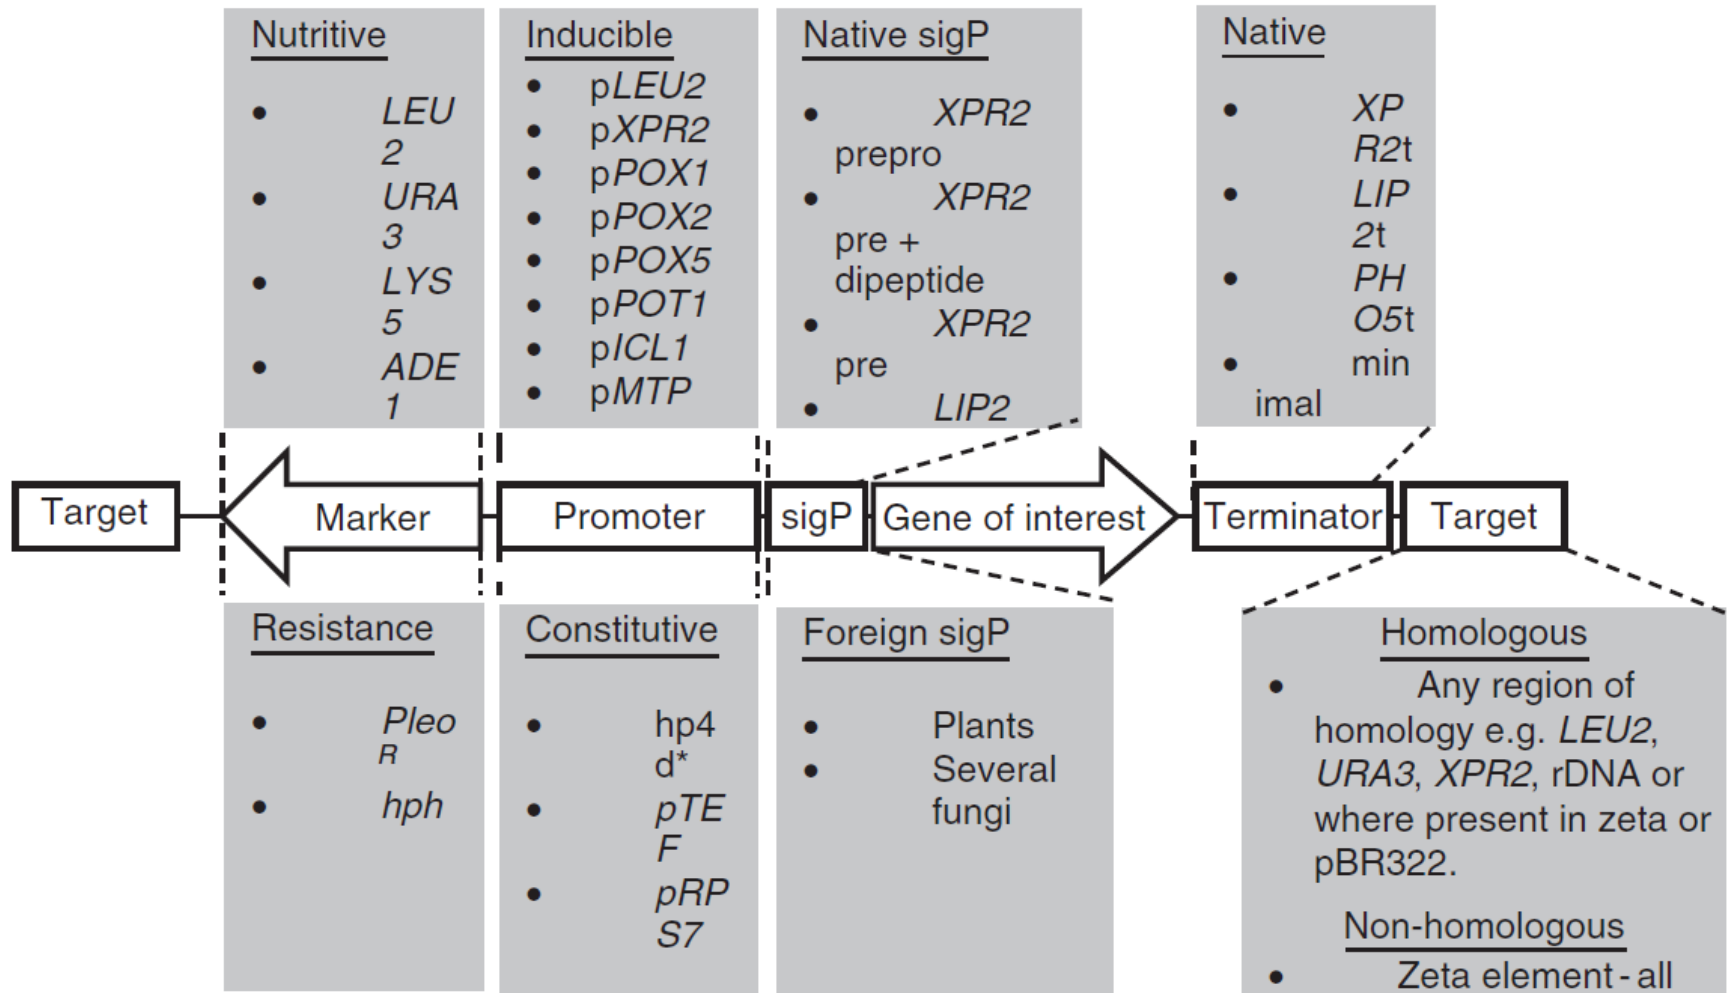 Nutritive
• LEU
2
• URA
3
• LYS
5
• ADE
1
Inducible
• pLEU2
• pXPR2
• pPOX1
• pPOX2
• pPOX5
• pPOT1
• pICL1
• pMTP
Native sigP
• XPR2
prepro
• XPR2
pre +
dipeptide
• XPR2
pre
• LIP2
Native
• XP
R2t
• LIP
2t
• PH
O5t
• min
imal
Target
Marker
Promoter
sigP
Gene of interest
Terminator
Target
Resistance
• Pleo
R
• hph
Constitutive
• hp4
d*
• pTE
F
• pRP
S7
Foreign sigP
• Plants
• Several
fungi
Homologous
• Any region of
homology e.g. LEU2,
URA3, XPR2, rDNA or
where present in zeta or
pBR322.
Non-homologous
• Zeta element - all